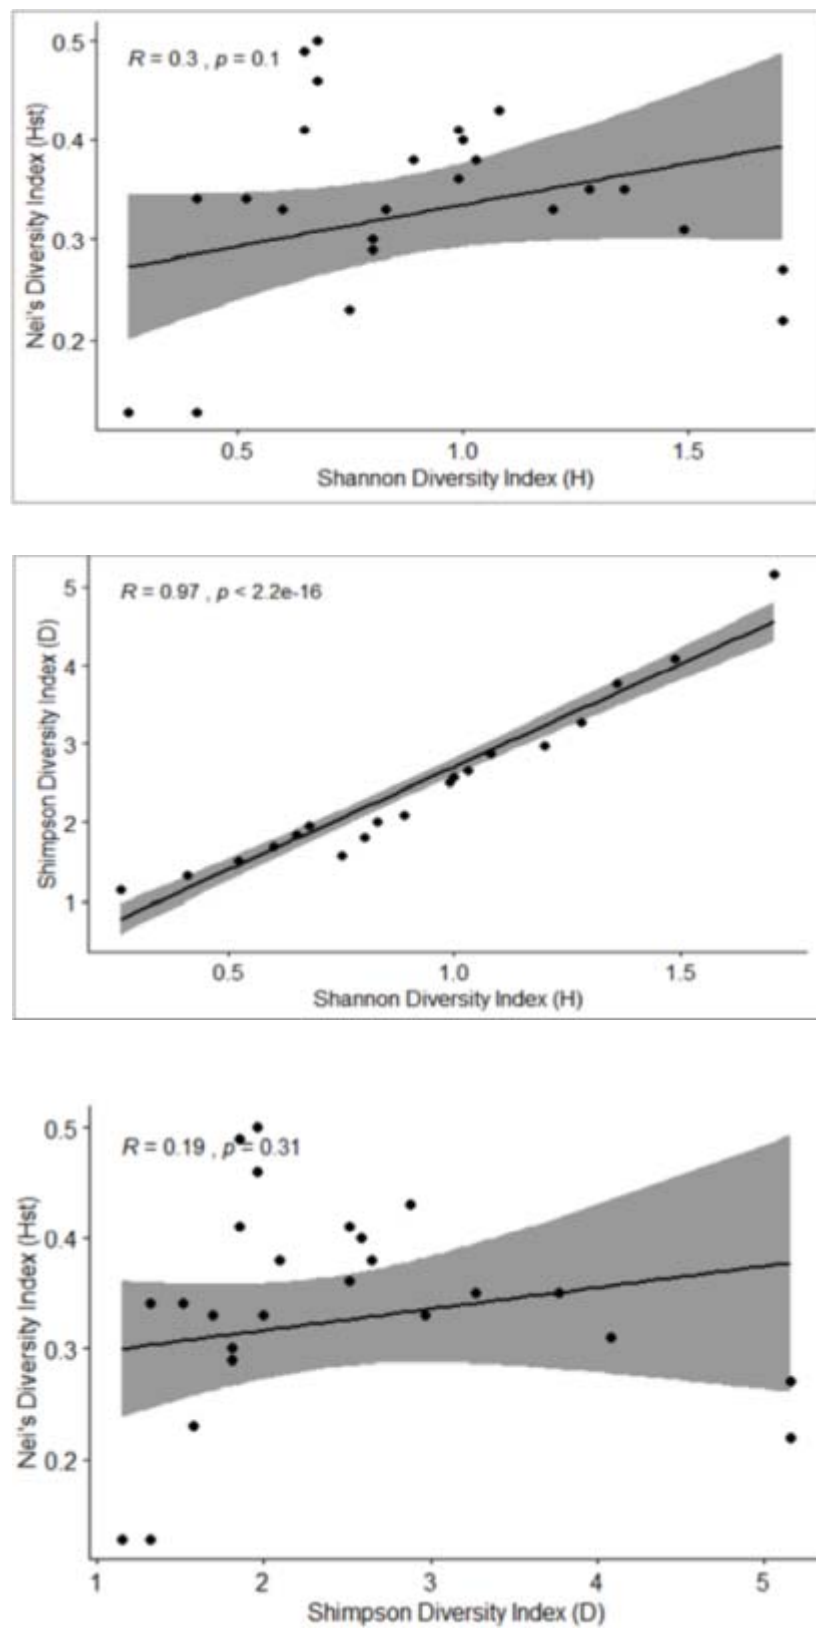 R = 0.3 , p = 0.1
0.5
0.4
0.3
0.2
Nei's Diversity Index (Hst)
0.5 1.0 1.5
Shannon Diversity Index (H)
R = 0.97 , p < 2.2e-16
5
4
3
2
1
Shimpson Diversity Index (D)
0.5 1.0 1.5
Shannon Diversity Index (H)
R = 0.19 , p = 0.31
0.5
0.4
0.3
0.2
Nei's Diversity Index (Hst)
1 2 3 4 5
Shimpson Diversity Index (D)